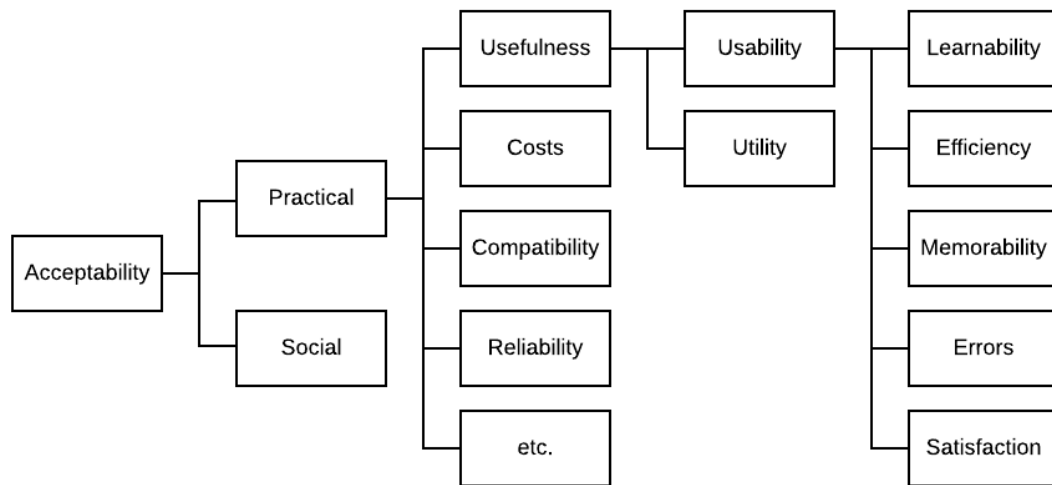 Usefulness
Usability
Learnability
Costs
Utility
Efficiency
Practical
Compatibility
Memorability
Acceptability
Social
Reliability
Errors
etc.
Satisfaction